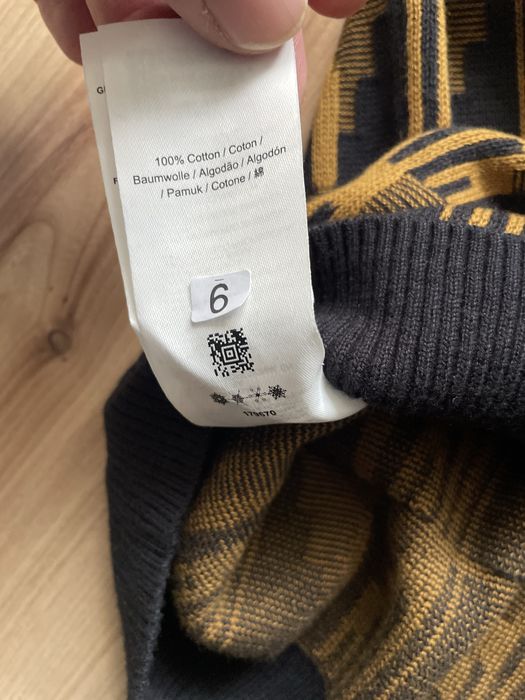 G
F
100% Cotton / Coton /
Baumwolle / Algodão / Algodón
/ Pamuk / Cotone / 綿
6
179670